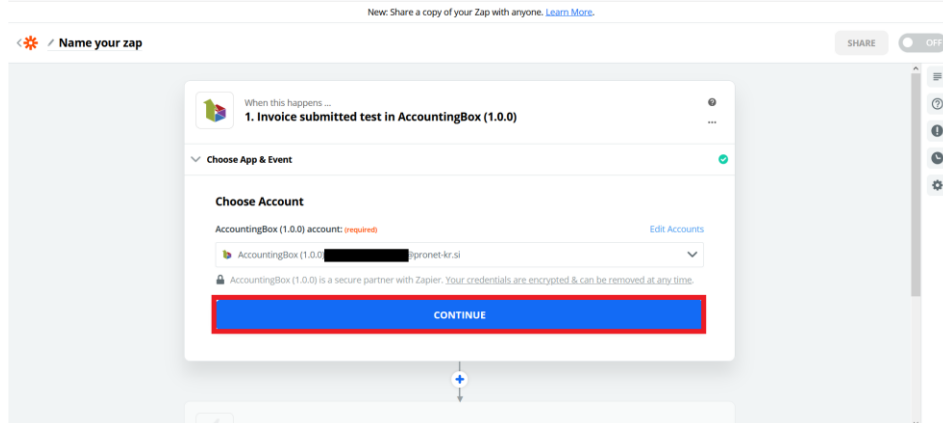 New: Share a copy of your Zap with anyone. Learn More.
Name your zap
SHARE
OFF
When this happens ...
1. Invoice submitted test in AccountingBox (1.0.0)
Choose App & Event
Choose Account
AccountingBox (1.0.0) account: (required)
Edit Accounts
AccountingBox (1.0.0) @pronet-kr.si
AccountingBox (1.0.0) is a secure partner with Zapier. Your credentials are encrypted & can be removed at any time.
CONTINUE